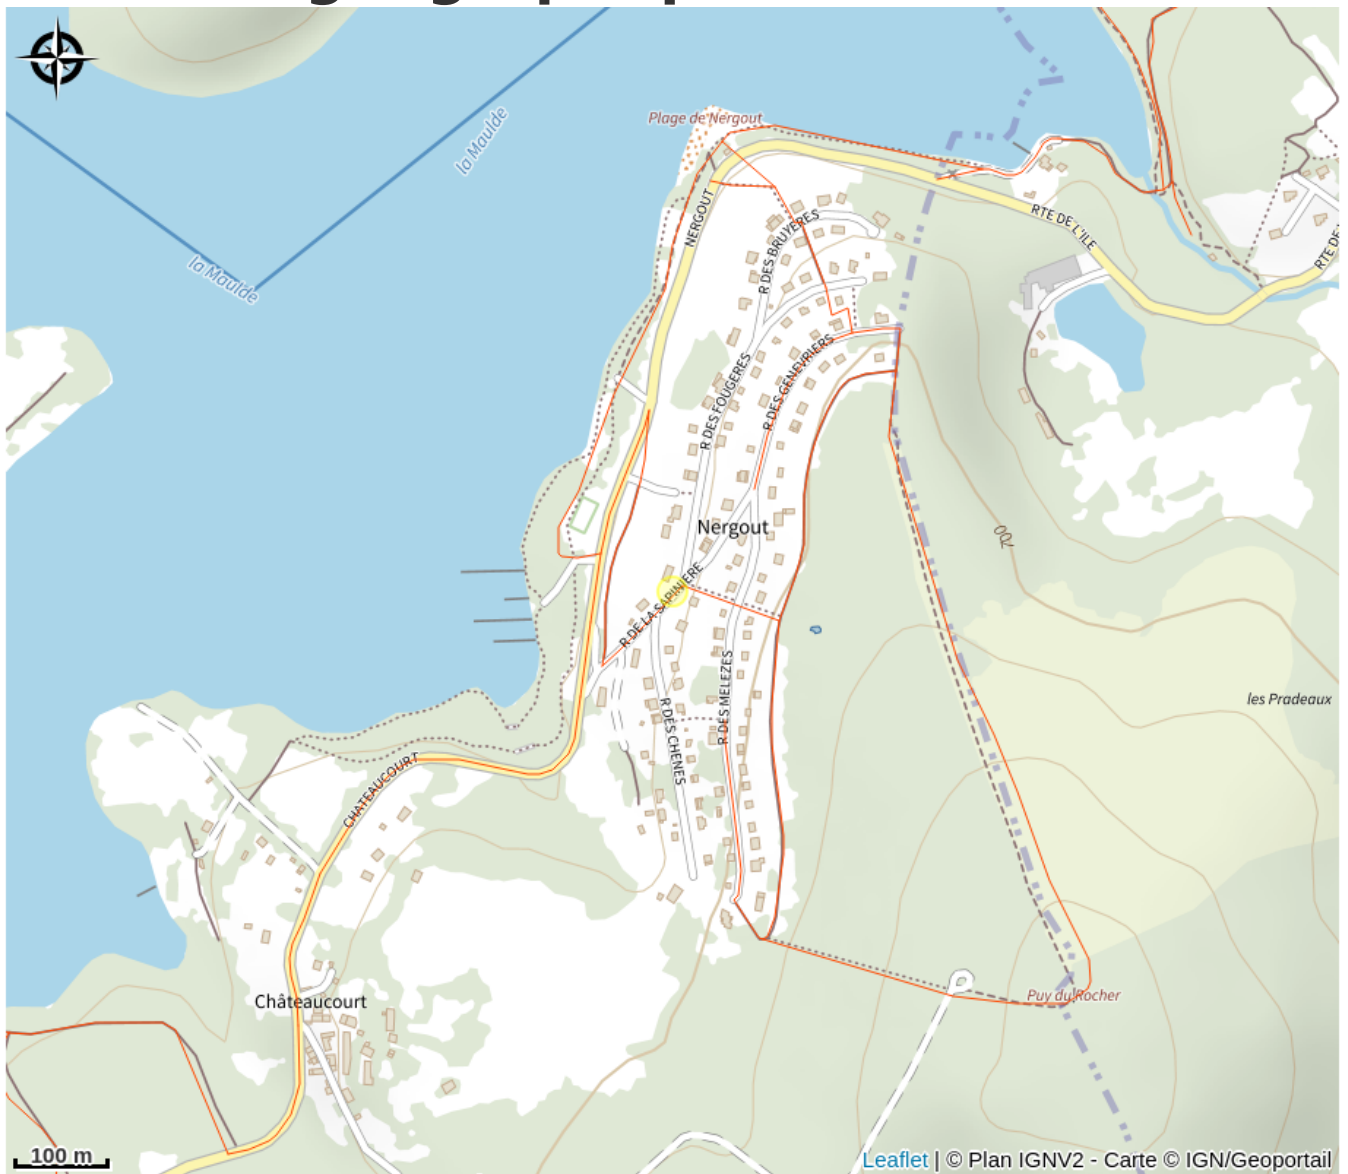 Plage de Nergout
la Maulde
la Maulde
NERGOUT
R DES BRUYERES
RTE DE L'ILE
RTE DE
R DES FOUGERES
R DES GENEVRIERS
Nergout
700
R DE LA SAPINIERE
R DES MELEZES
R DES CHENES
les Pradeaux
CHATEAUCOURT
Châteaucourt
Puy du Rocher
100 m
Leaflet | © Plan IGNV2 - Carte © IGN/Geoportail